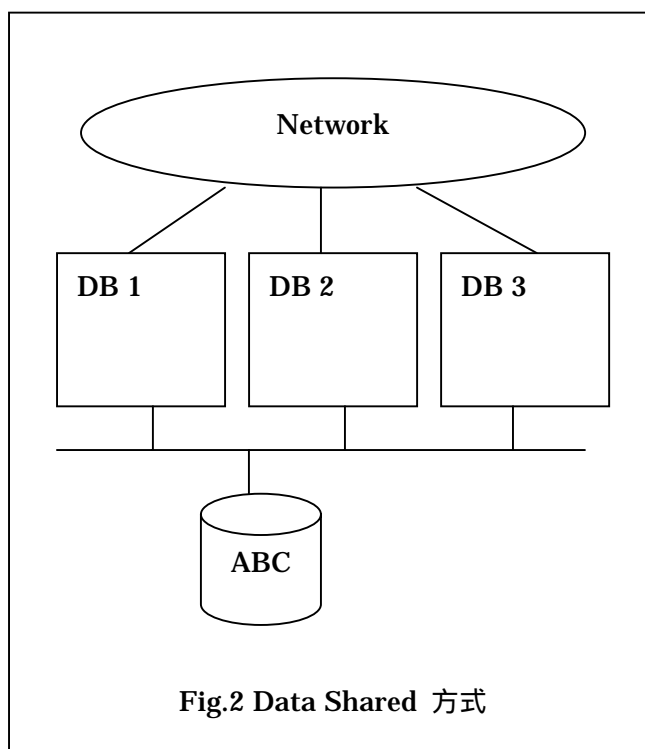 Network
DB 1
DB 2
DB 3
ABC
Fig.2 Data Shared 方式